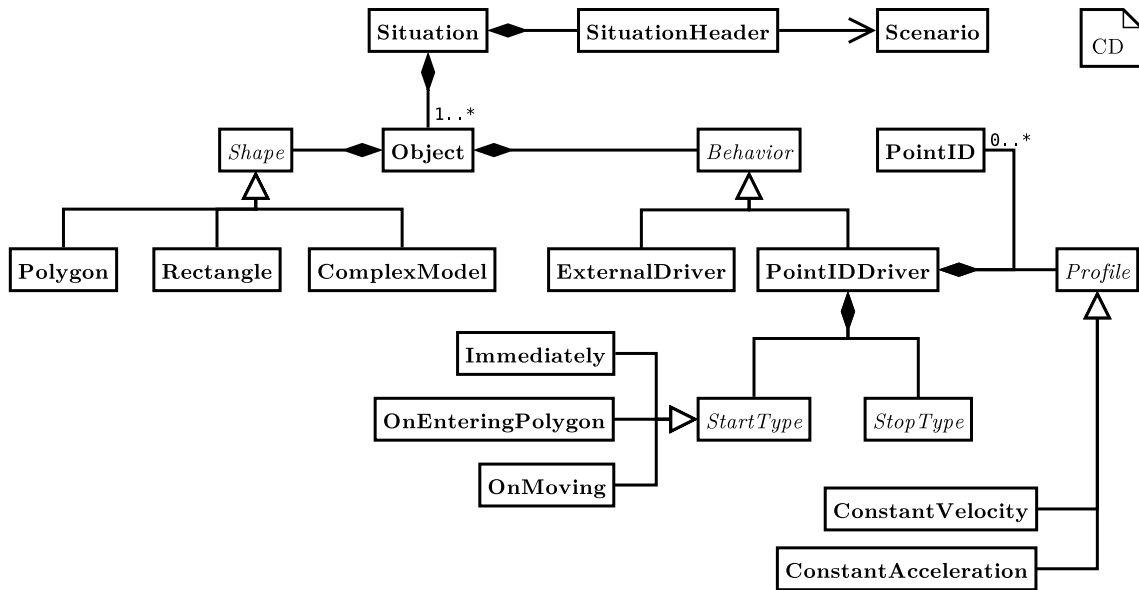 Situation
SituationHeader
Scenario
CD
1..*
Shape
Object
Behavior
PointID
0..*
Polygon
Rectangle
ComplexModel
ExternalDriver
PointIDDriver
Profile
Immediately
OnEnteringPolygon
StartType
StopType
OnMoving
ConstantVelocity
ConstantAcceleration